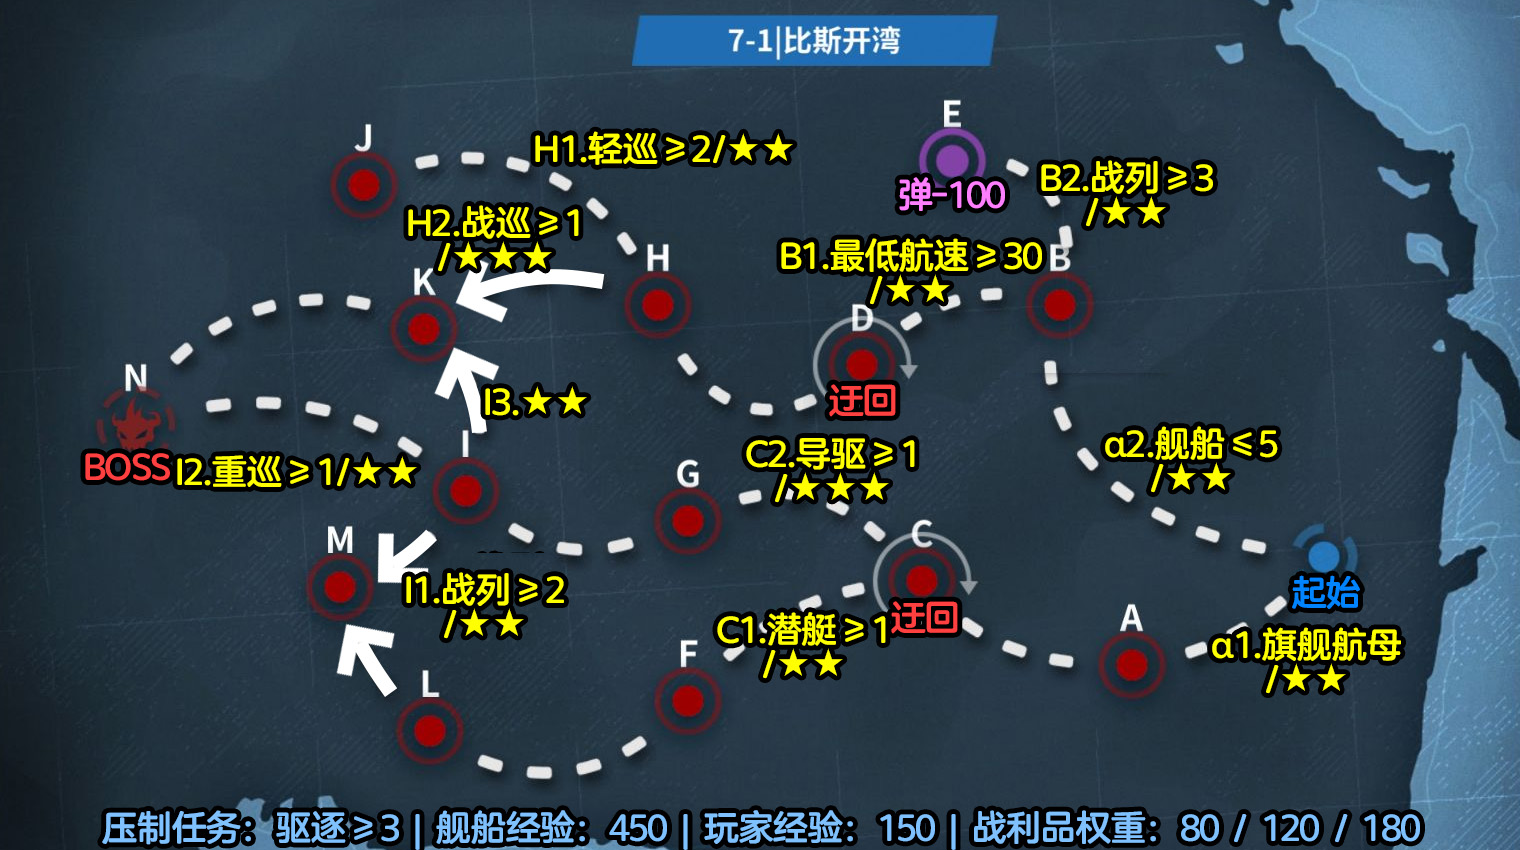 7-1|比斯开湾
E
J
H1.轻巡≥2/★★
B2.战列≥3
/★★
弹-100
H2.战巡≥1
/★★★
B1.最低航速≥30
/★★
H
B
K
D
N
迂回
I3.★★
BOSS
I2.重巡≥1/★★
I
G
C2.导驱≥1
/★★★
α2.舰船≤5
/★★
M
C
起始
I1.战列≥2
/★★
C1.潜艇≥1
/★★
迂回
A
α1.旗舰航母
/★★
F
L
压制任务：驱逐≥3 | 舰船经验：450 | 玩家经验：150 | 战利品权重：80 / 120 / 180